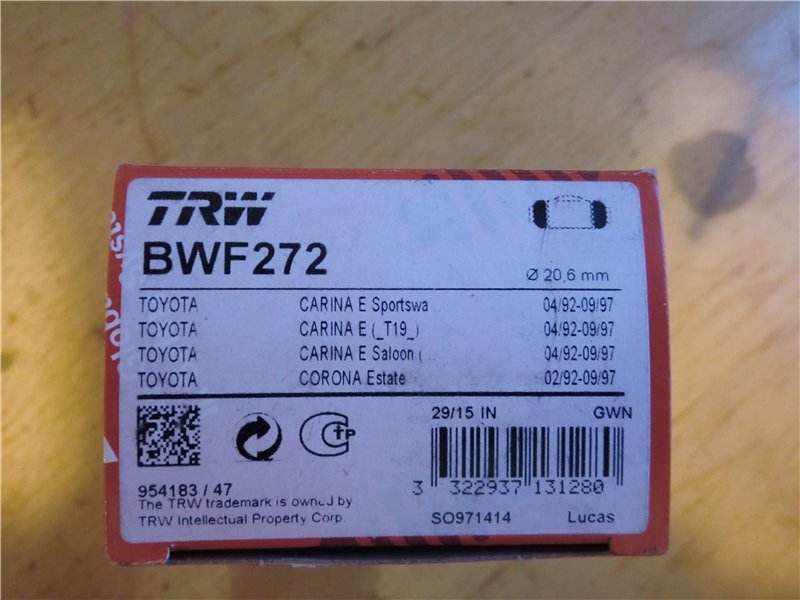 TRW
BWF272
Ø 20,6 mm
TOYOTA CARINA E Sportswa 04/92-09/97
TOYOTA CARINA E (_T19_) 04/92-09/97
TOYOTA CARINA E Saloon ( 04/92-09/97
TOYOTA CORONA Estate 02/92-09/97
29/15 IN GWN
954183 / 47
The TRW trademark is owned by
TRW Intellectual Property Corp.
3 322937 131280
SO971414 Lucas